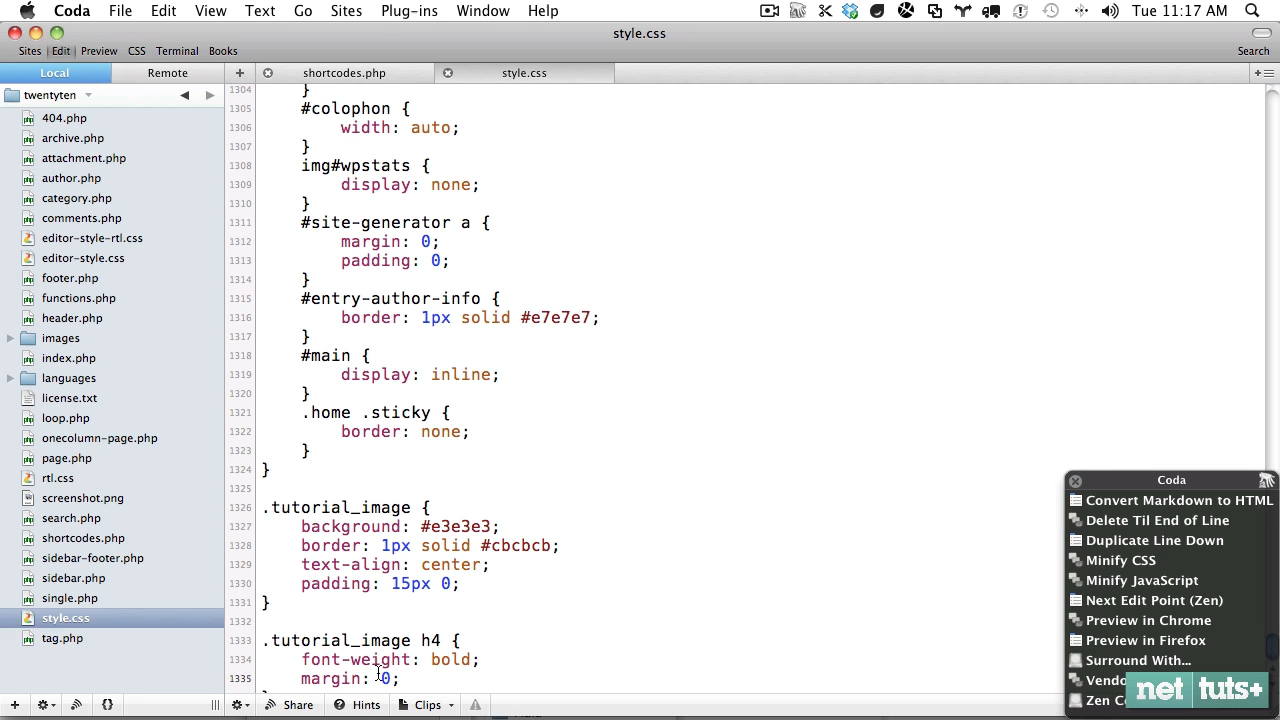 Coda File Edit View Text Go Sites Plug-ins Window Help Tue 11:17 AM
style.css
Sites Edit Preview CSS Terminal Books Search
Local Remote + shortcodes.php style.css
twentyten
404.php
archive.php
attachment.php
author.php
category.php
comments.php
editor-style-rtl.css
editor-style.css
footer.php
functions.php
header.php
images
index.php
languages
license.txt
loop.php
onecolumn-page.php
page.php
rtl.css
screenshot.png
search.php
shortcodes.php
sidebar-footer.php
sidebar.php
single.php
style.css
tag.php
1304 }
1305 #colophon {
1306 width: auto;
1307 }
1308 img#wpstats {
1309 display: none;
1310 }
1311 #site-generator a {
1312 margin: 0;
1313 padding: 0;
1314 }
1315 #entry-author-info {
1316 border: 1px solid #e7e7e7;
1317 }
1318 #main {
1319 display: inline;
1320 }
1321 .home .sticky {
1322 border: none;
1323 }
1324 }
1325
1326 .tutorial_image {
1327 background: #e3e3e3;
1328 border: 1px solid #cbcbcb;
1329 text-align: center;
1330 padding: 15px 0;
1331 }
1332
1333 .tutorial_image h4 {
1334 font-weight: bold;
1335 margin: 0;
Coda
Convert Markdown to HTML
Delete Til End of Line
Duplicate Line Down
Minify CSS
Minify JavaScript
Next Edit Point (Zen)
Preview in Chrome
Preview in Firefox
Surround With...
net tuts+
Share Hints Clips